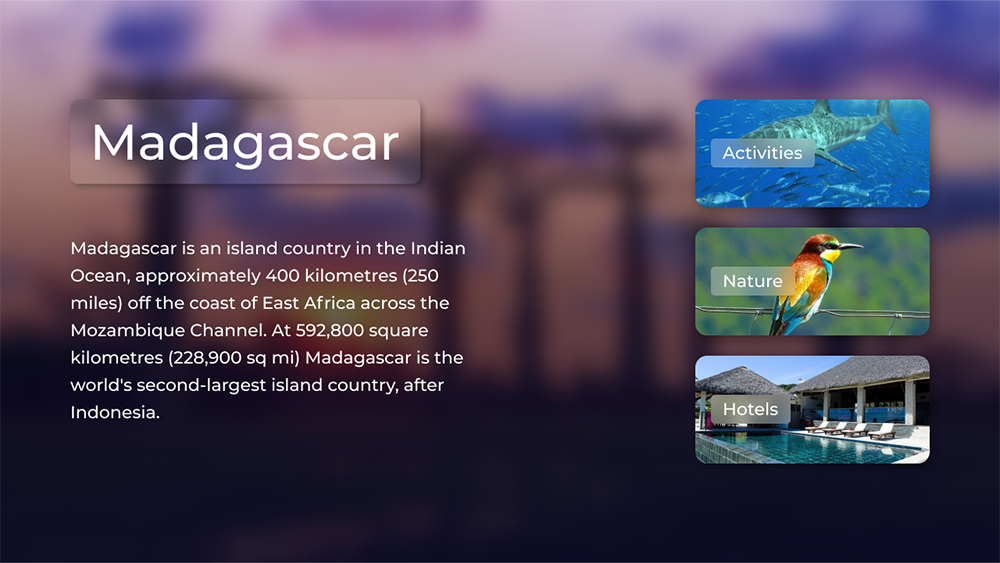 Madagascar
Madagascar is an island country in the Indian
Ocean, approximately 400 kilometres (250
miles) off the coast of East Africa across the
Mozambique Channel. At 592,800 square
kilometres (228,900 sq mi) Madagascar is the
world's second-largest island country, after
Indonesia.
Activities
Nature
Hotels